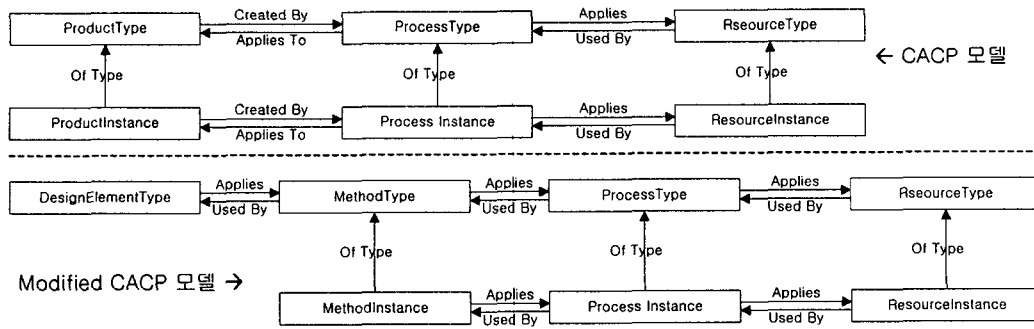 ProductType
Created By
Applies To
ProcessType
Applies
Used By
RseourceType
Of Type
Of Type
Of Type
← CACP 모델
ProductInstance
Created By
Applies To
Process Instance
Applies
Used By
ResourceInstance
DesignElementType
Applies
Used By
MethodType
Applies
Used By
ProcessType
Applies
Used By
RseourceType
Of Type
Of Type
Of Type
Modified CACP 모델 →
MethodInstance
Applies
Used By
Process Instance
Applies
Used By
ResourceInstance